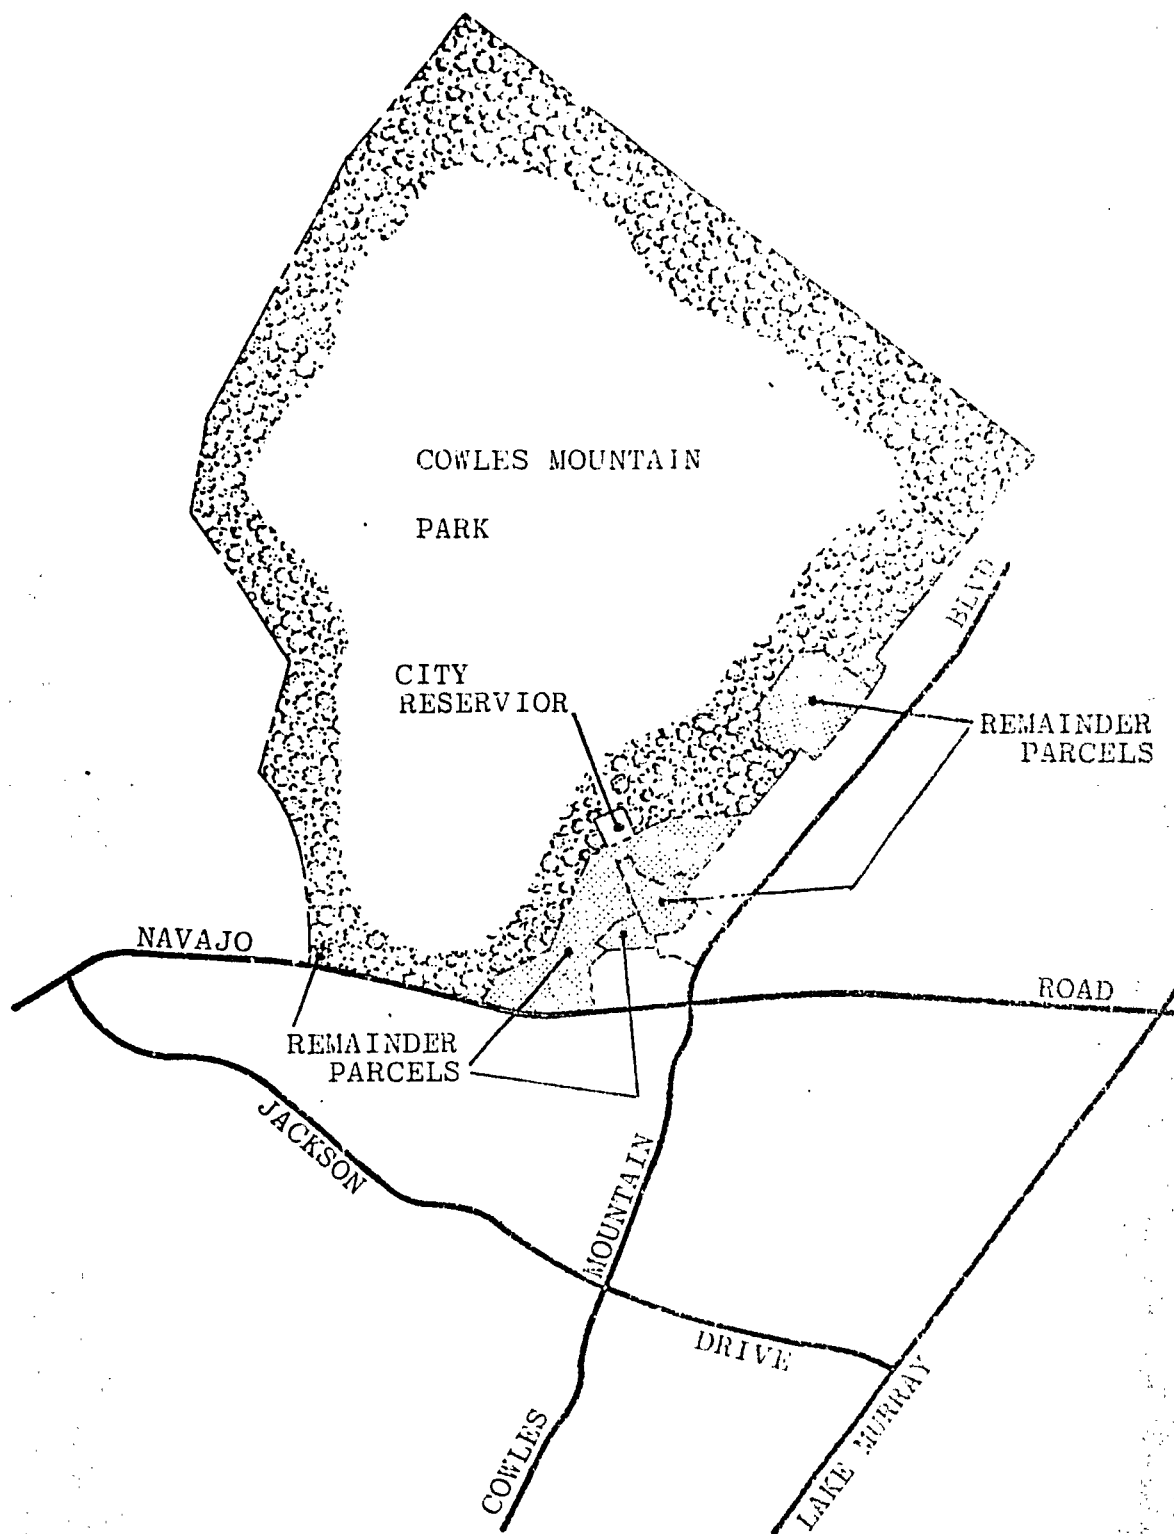 COWLES MOUNTAIN
PARK
BLVD
CITY
RESERVIOR
REMAINDER
PARCELS
NAVAJO
ROAD
REMAINDER
PARCELS
JACKSON
MOUNTAIN
DRIVE
COWLES
LAKE MURRAY